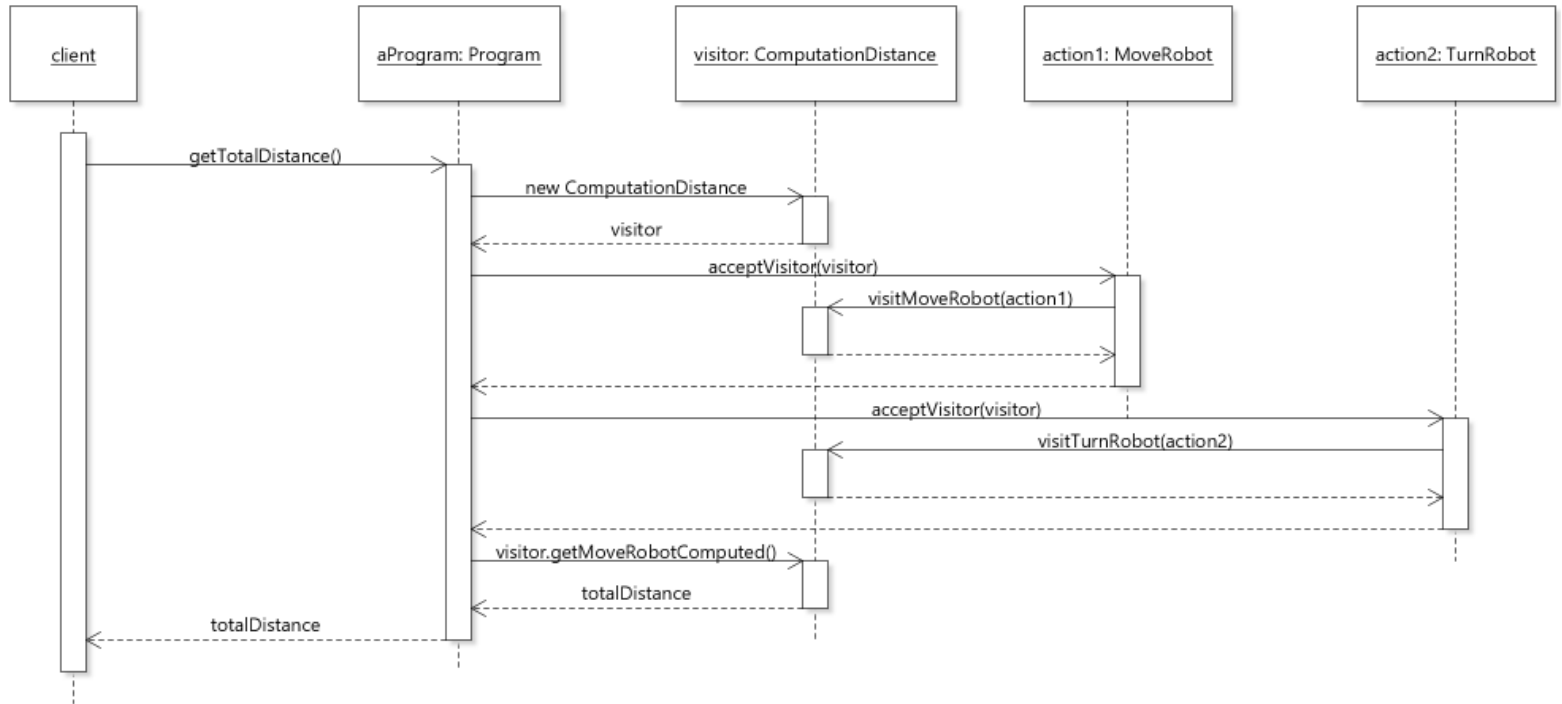 client
aProgram: Program
visitor: ComputationDistance
action1: MoveRobot
action2: TurnRobot
getTotalDistance()
new ComputationDistance
visitor
acceptVisitor(visitor)
visitMoveRobot(action1)
acceptVisitor(visitor)
visitTurnRobot(action2)
visitor.getMoveRobotComputed()
totalDistance
totalDistance